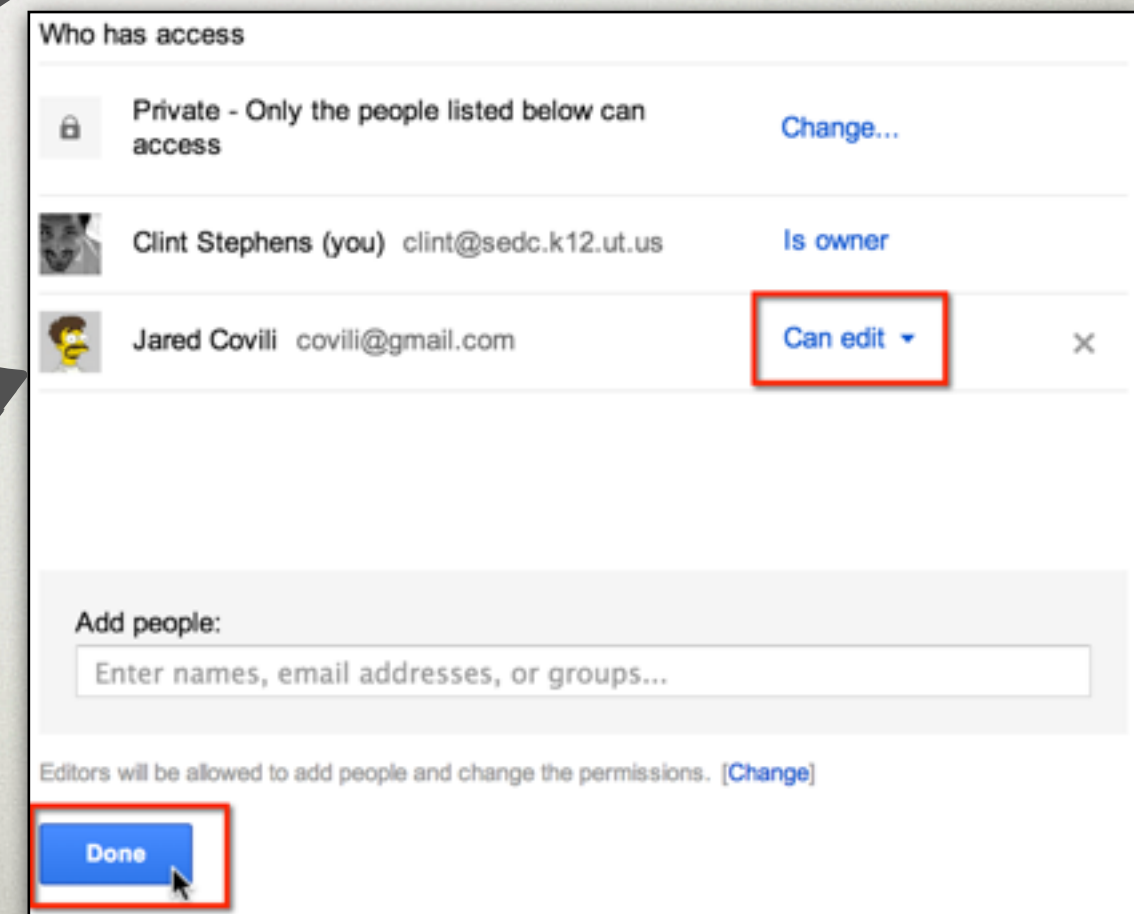 Who has access
Private - Only the people listed below can
access
Change...
Clint Stephens (you) clint@sedc.k12.ut.us Is owner
Jared Covili covili@gmail.com Can edit
Add people:
Enter names, email addresses, or groups...
Editors will be allowed to add people and change the permissions. [Change]
Done